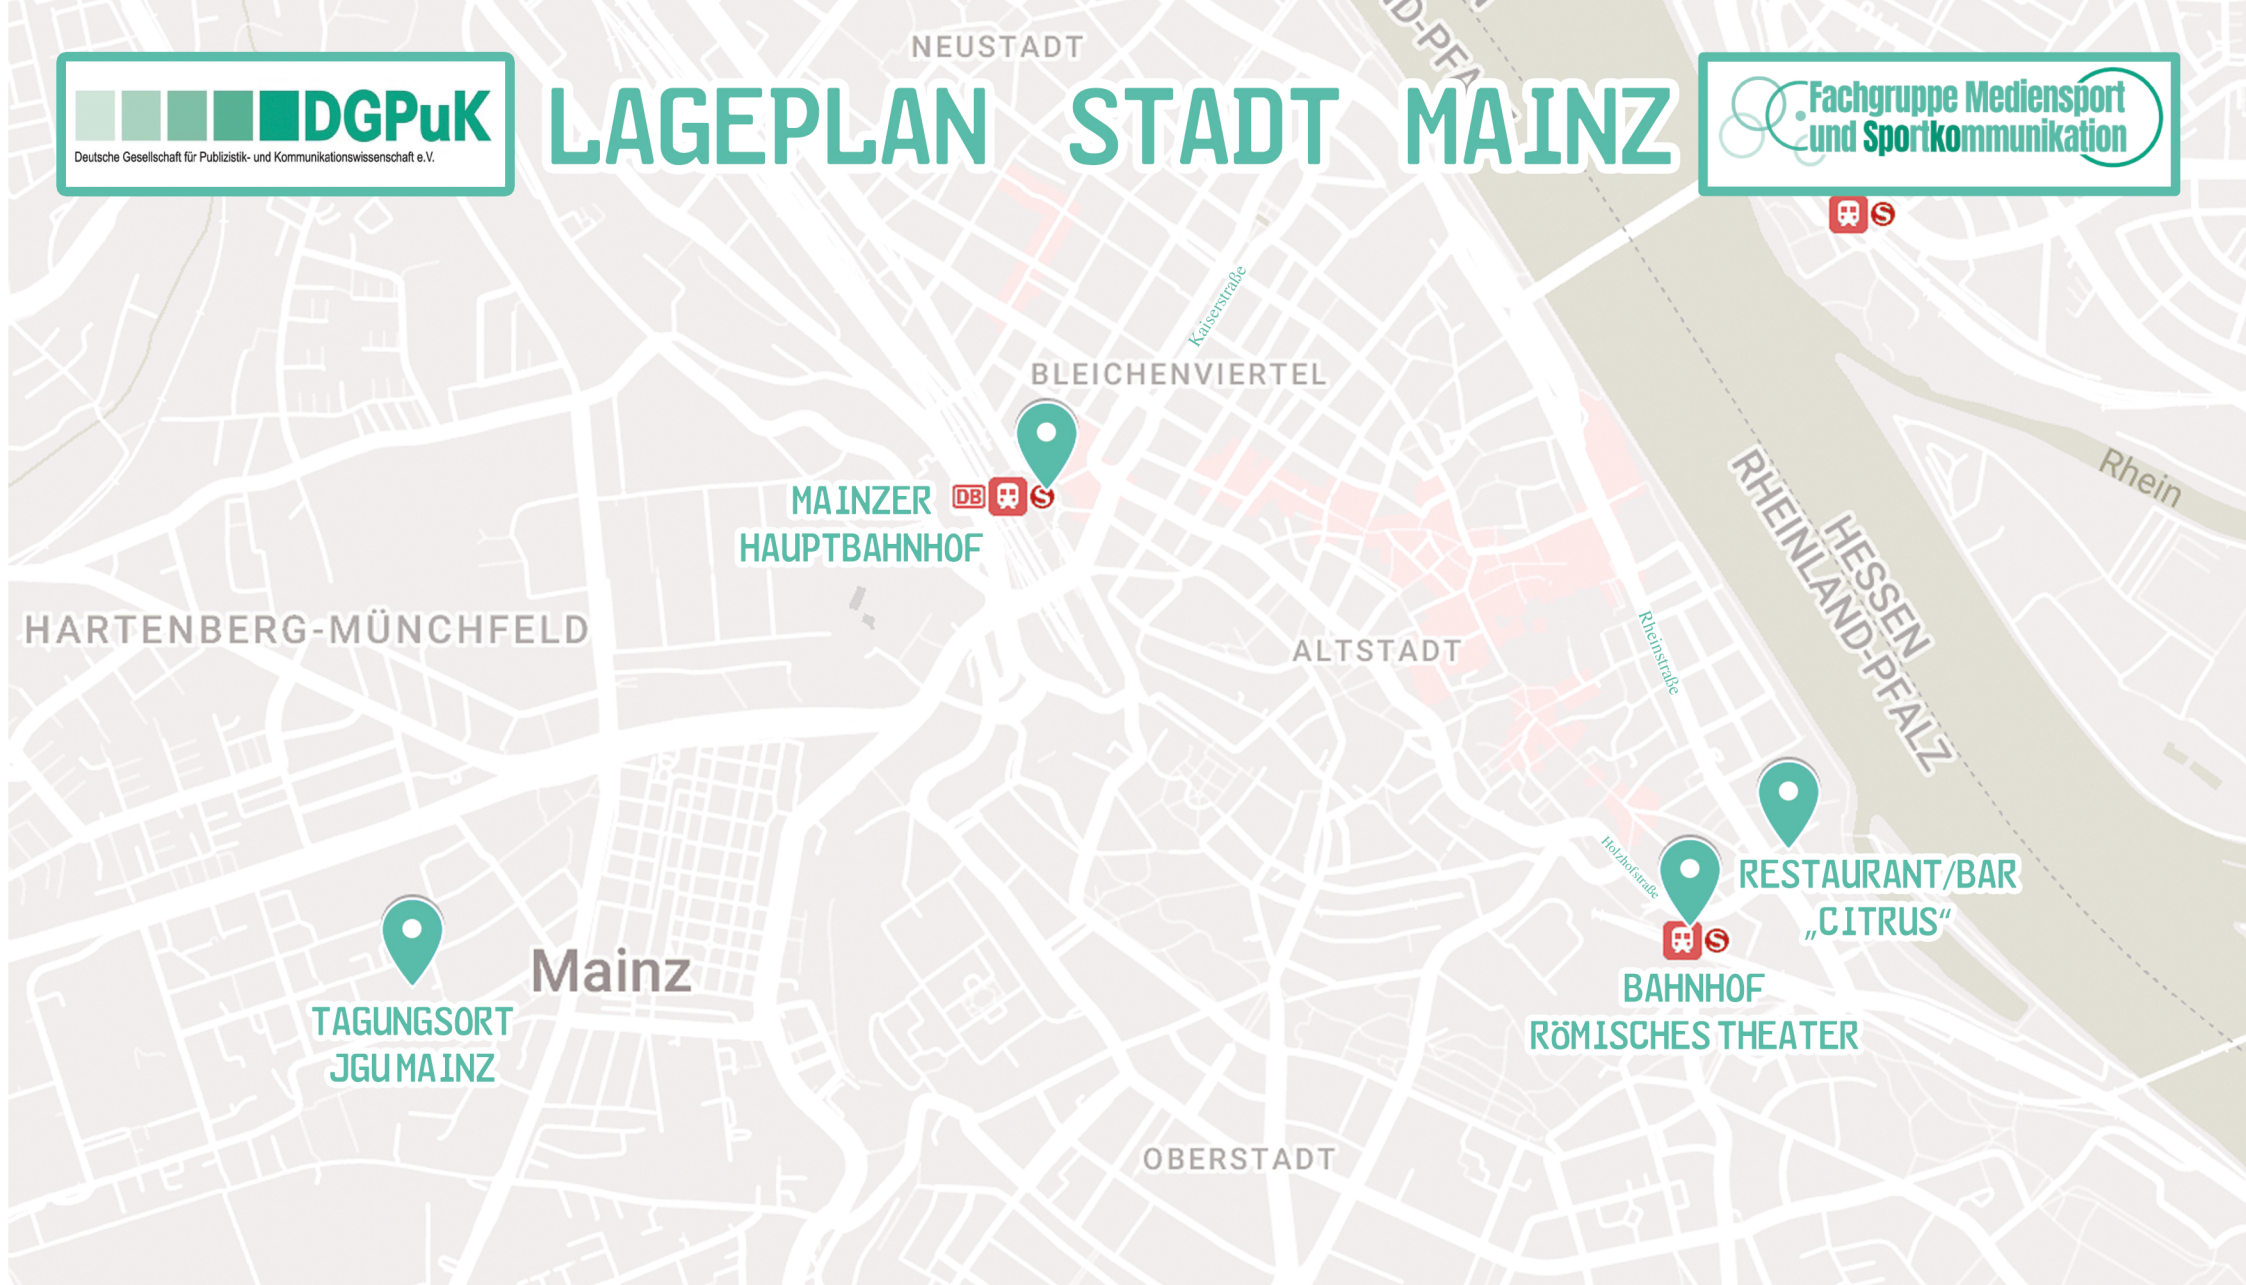 NEUSTADT
DGPuK
Deutsche Gesellschaft für Publizistik- und Kommunikationswissenschaft e.V.
LAGEPLAN STADT MAINZ
Fachgruppe Mediensport
und Sportkommunikation
S
Kaiserstraße
BLEICHENVIERTEL
MAINZER
HAUPTBAHNHOF
DB
S
Rhein
HESSEN
RHEINLAND-PFALZ
HARTENBERG-MÜNCHFELD
ALTSTADT
Rheinstraße
Holzhofstraße
RESTAURANT/BAR
„CITRUS“
S
BAHNHOF
RÖMISCHES THEATER
Mainz
TAGUNGSORT
JGU MAINZ
OBERSTADT